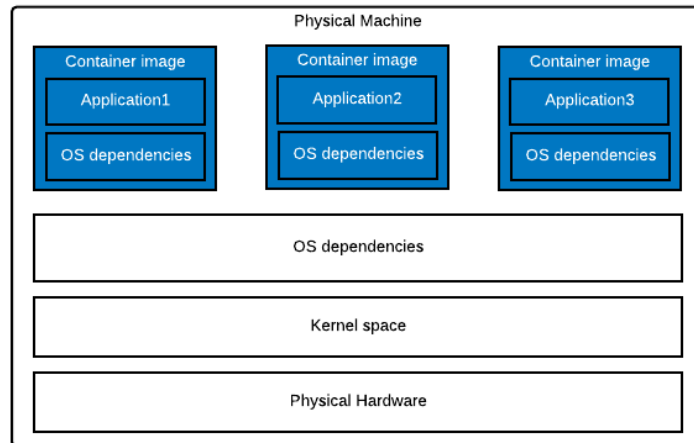 Physical Machine
Container image
Container image
Container image
Application1
Application2
Application3
OS dependencies
OS dependencies
OS dependencies
OS dependencies
Kernel space
Physical Hardware